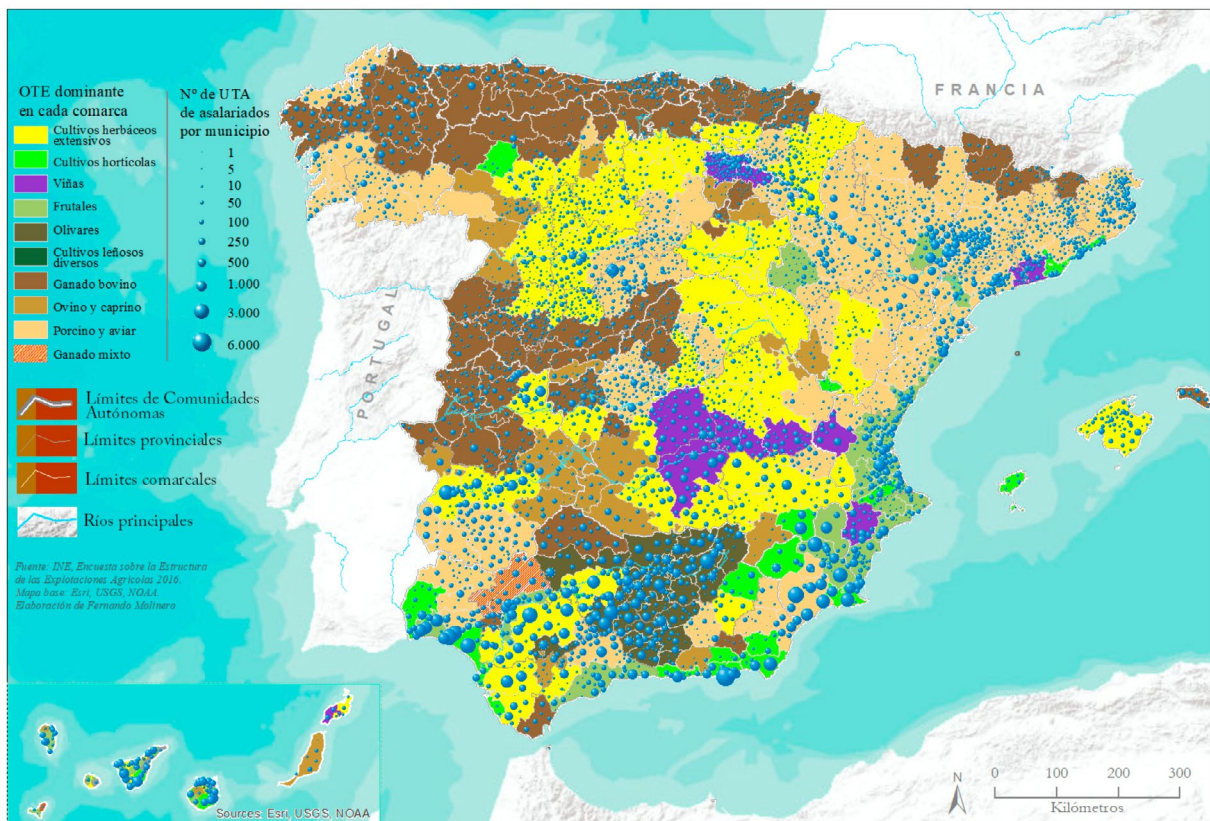 OTE dominante
en cada comarca
Cultivos herbáceos
extensivos
Cultivos hortícolas
Viñas
Frutales
Olivares
Cultivos leñosos
diversos
Ganado bovino
Ovino y caprino
Porcino y aviar
Ganado mixto
Nº de UTA
de asalariados
por municipio
1
5
10
50
100
250
500
1.000
3.000
6.000
Límites de Comunidades
Autónomas
Límites provinciales
Límites comarcales
Ríos principales
Fuente: INE, Encuesta sobre la Estructura
de las Explotaciones Agrícolas 2016.
Mapa base: Esri, USGS, NOAA
Elaboración de Fernando Molinero
FRANCIA
PORTUGAL
Sources: Esri, USGS, NOAA
N
0 100 200 300
Kilómetros